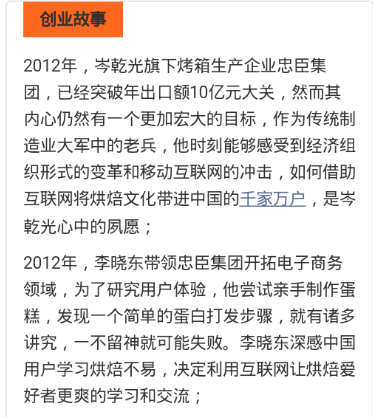 创业故事
2012年，岑乾光旗下烤箱生产企业忠臣集
团，已经突破年出口额10亿元大关，然而其
内心仍然有一个更加宏大的目标，作为传统制
造业大军中的老兵，他时刻能够感受到经济组
织形式的变革和移动互联网的冲击，如何借助
互联网将烘焙文化带进中国的千家万户，是岑
乾光心中的夙愿；
2012年，李晓东带领忠臣集团开拓电子商务
领域，为了研究用户体验，他尝试亲手制作蛋
糕，发现一个简单的蛋白打发步骤，就有诸多
讲究，一不留神就可能失败。李晓东深感中国
用户学习烘焙不易，决定利用互联网让烘焙爱
好者更爽的学习和交流；